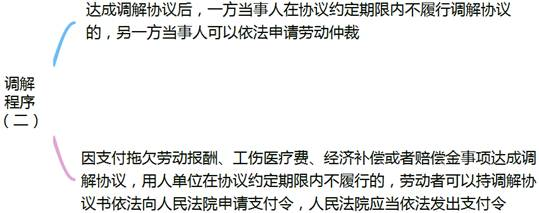 达成调解协议后，一方当事人在协议约定期限内不履行调解协议
的，另一方当事人可以依法申请劳动仲裁
调解
程序
（二）
因支付拖欠劳动报酬、工伤医疗费、经济补偿或者赔偿金事项达成
调解协议，用人单位在协议约定期限内不履行的，劳动者可以持调解协
议书依法向人民法院申请支付令，人民法院应当依法发出支付令